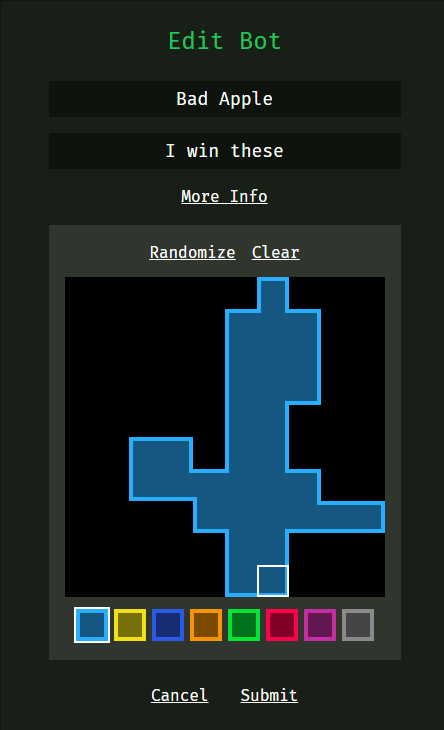 Edit Bot
Bad Apple
I win these
More Info
Randomize Clear
Cancel Submit